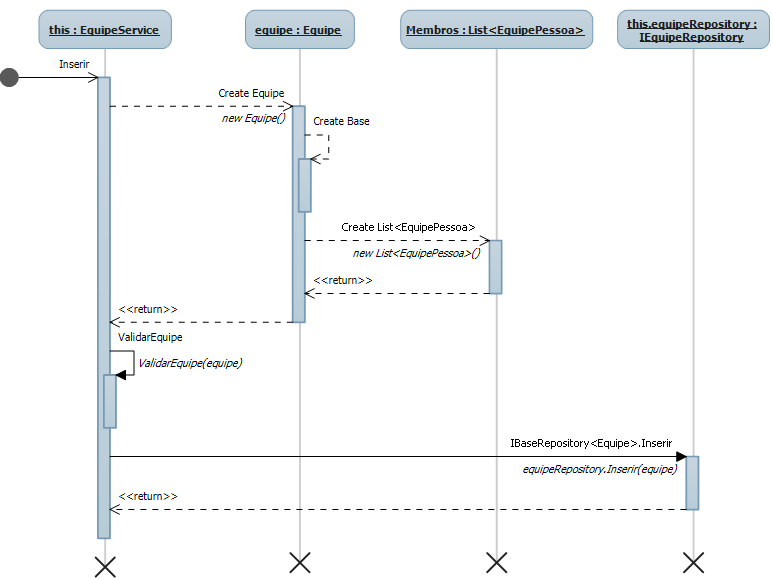 this : EquipeService
equipe : Equipe
Membros : List<EquipePessoa>
this.equipeRepository :
IEquipeRepository
Inserir
Create Equipe
new Equipe()
Create Base
Create List<EquipePessoa>
new List<EquipePessoa>()
<<return>>
<<return>>
ValidarEquipe
ValidarEquipe(equipe)
IBaseRepository<Equipe>.Inserir
equipeRepository.Inserir(equipe)
<<return>>